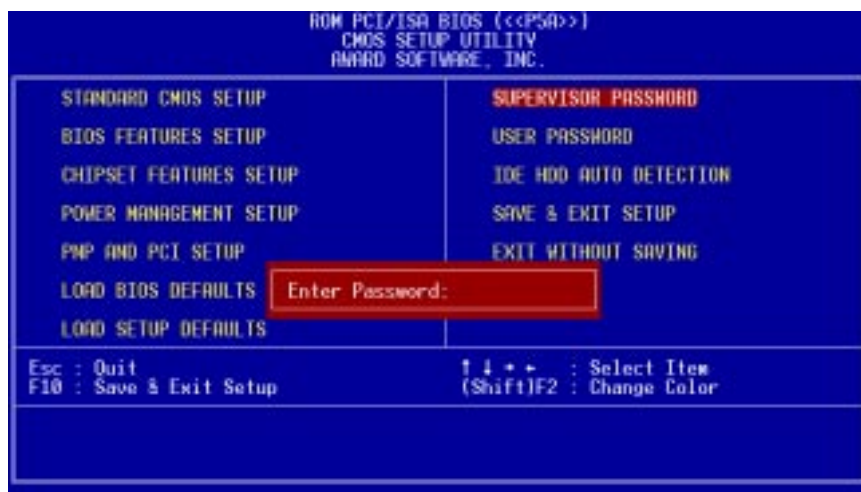 ROM PCI/ISA BIOS (<<P5A>>)
CMOS SETUP UTILITY
AWARD SOFTWARE, INC.
STANDARD CMOS SETUP
BIOS FEATURES SETUP
CHIPSET FEATURES SETUP
POWER MANAGEMENT SETUP
PNP AND PCI SETUP
LOAD BIOS DEFAULTS
LOAD SETUP DEFAULTS
SUPERVISOR PASSWORD
USER PASSWORD
IDE HDD AUTO DETECTION
SAVE & EXIT SETUP
EXIT WITHOUT SAVING
Enter Password:
Esc : Quit
F10 : Save & Exit Setup
↑ ↓ → ← : Select Item
(Shift)F2 : Change Color